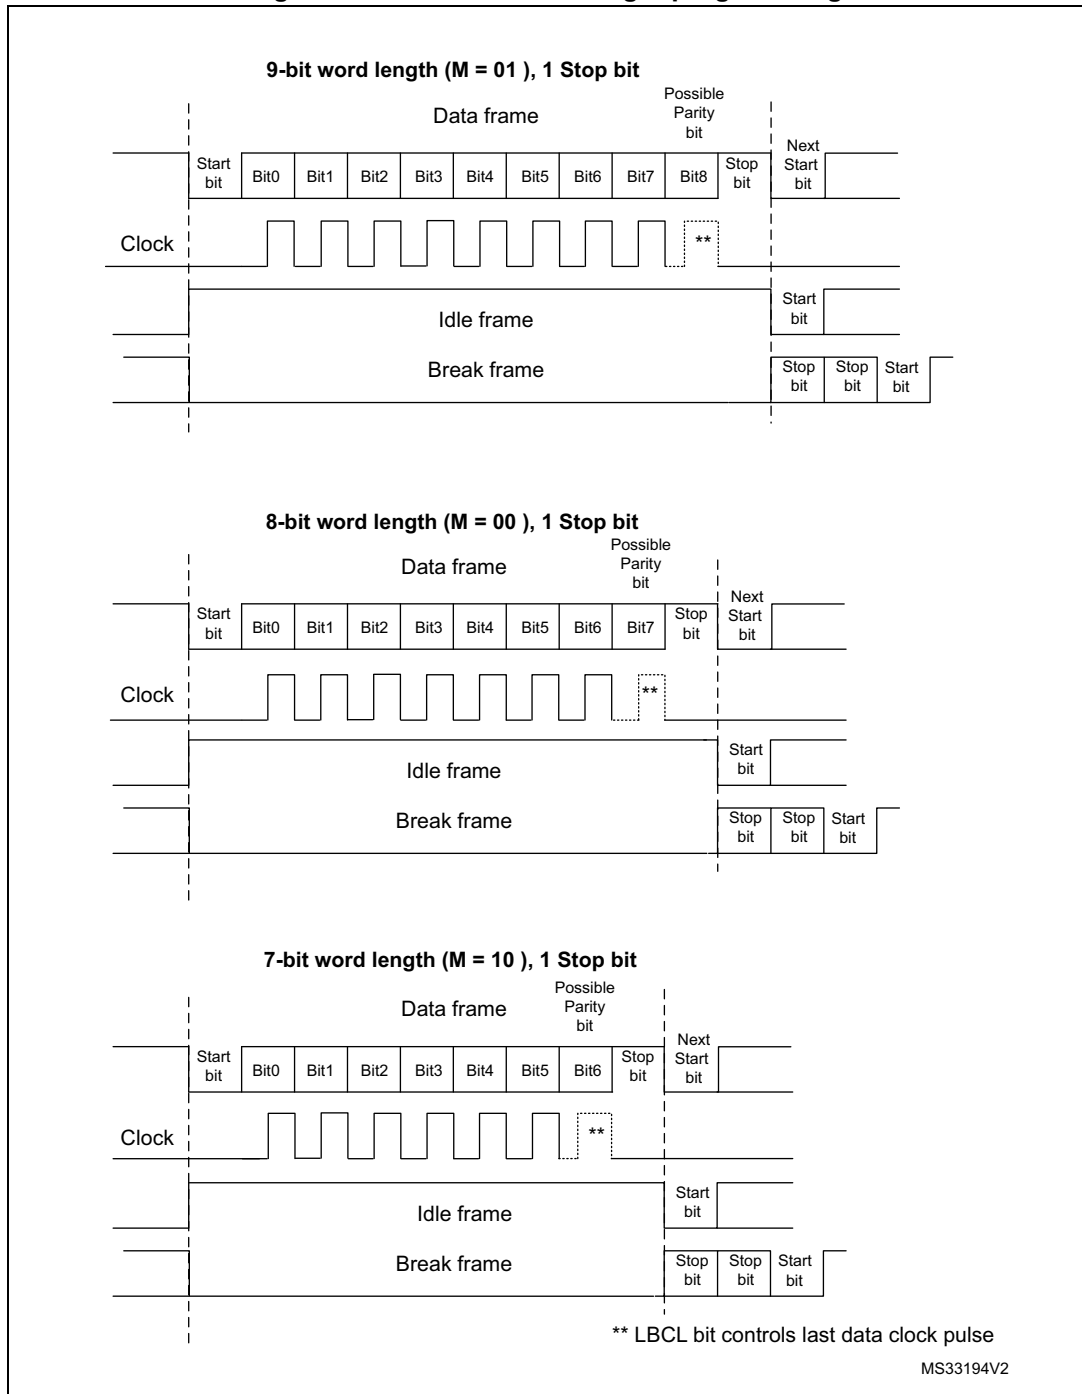 9-bit word length (M = 01 ), 1 Stop bit
Data frame
Possible
Parity
bit
Start
bit
Bit0 Bit1 Bit2 Bit3 Bit4 Bit5 Bit6 Bit7 Bit8
Stop
bit
Next
Start
bit
Clock
**
Idle frame
Start
bit
Break frame
Stop
bit
Stop
bit
Start
bit
8-bit word length (M = 00 ), 1 Stop bit
Data frame
Possible
Parity
bit
Start
bit
Bit0 Bit1 Bit2 Bit3 Bit4 Bit5 Bit6 Bit7
Stop
bit
Next
Start
bit
Clock
**
Idle frame
Start
bit
Break frame
Stop
bit
Stop
bit
Start
bit
7-bit word length (M = 10 ), 1 Stop bit
Data frame
Possible
Parity
bit
Start
bit
Bit0 Bit1 Bit2 Bit3 Bit4 Bit5 Bit6
Stop
bit
Next
Start
bit
Clock
**
Idle frame
Start
bit
Break frame
Stop
bit
Stop
bit
Start
bit
** LBCL bit controls last data clock pulse
MS33194V2